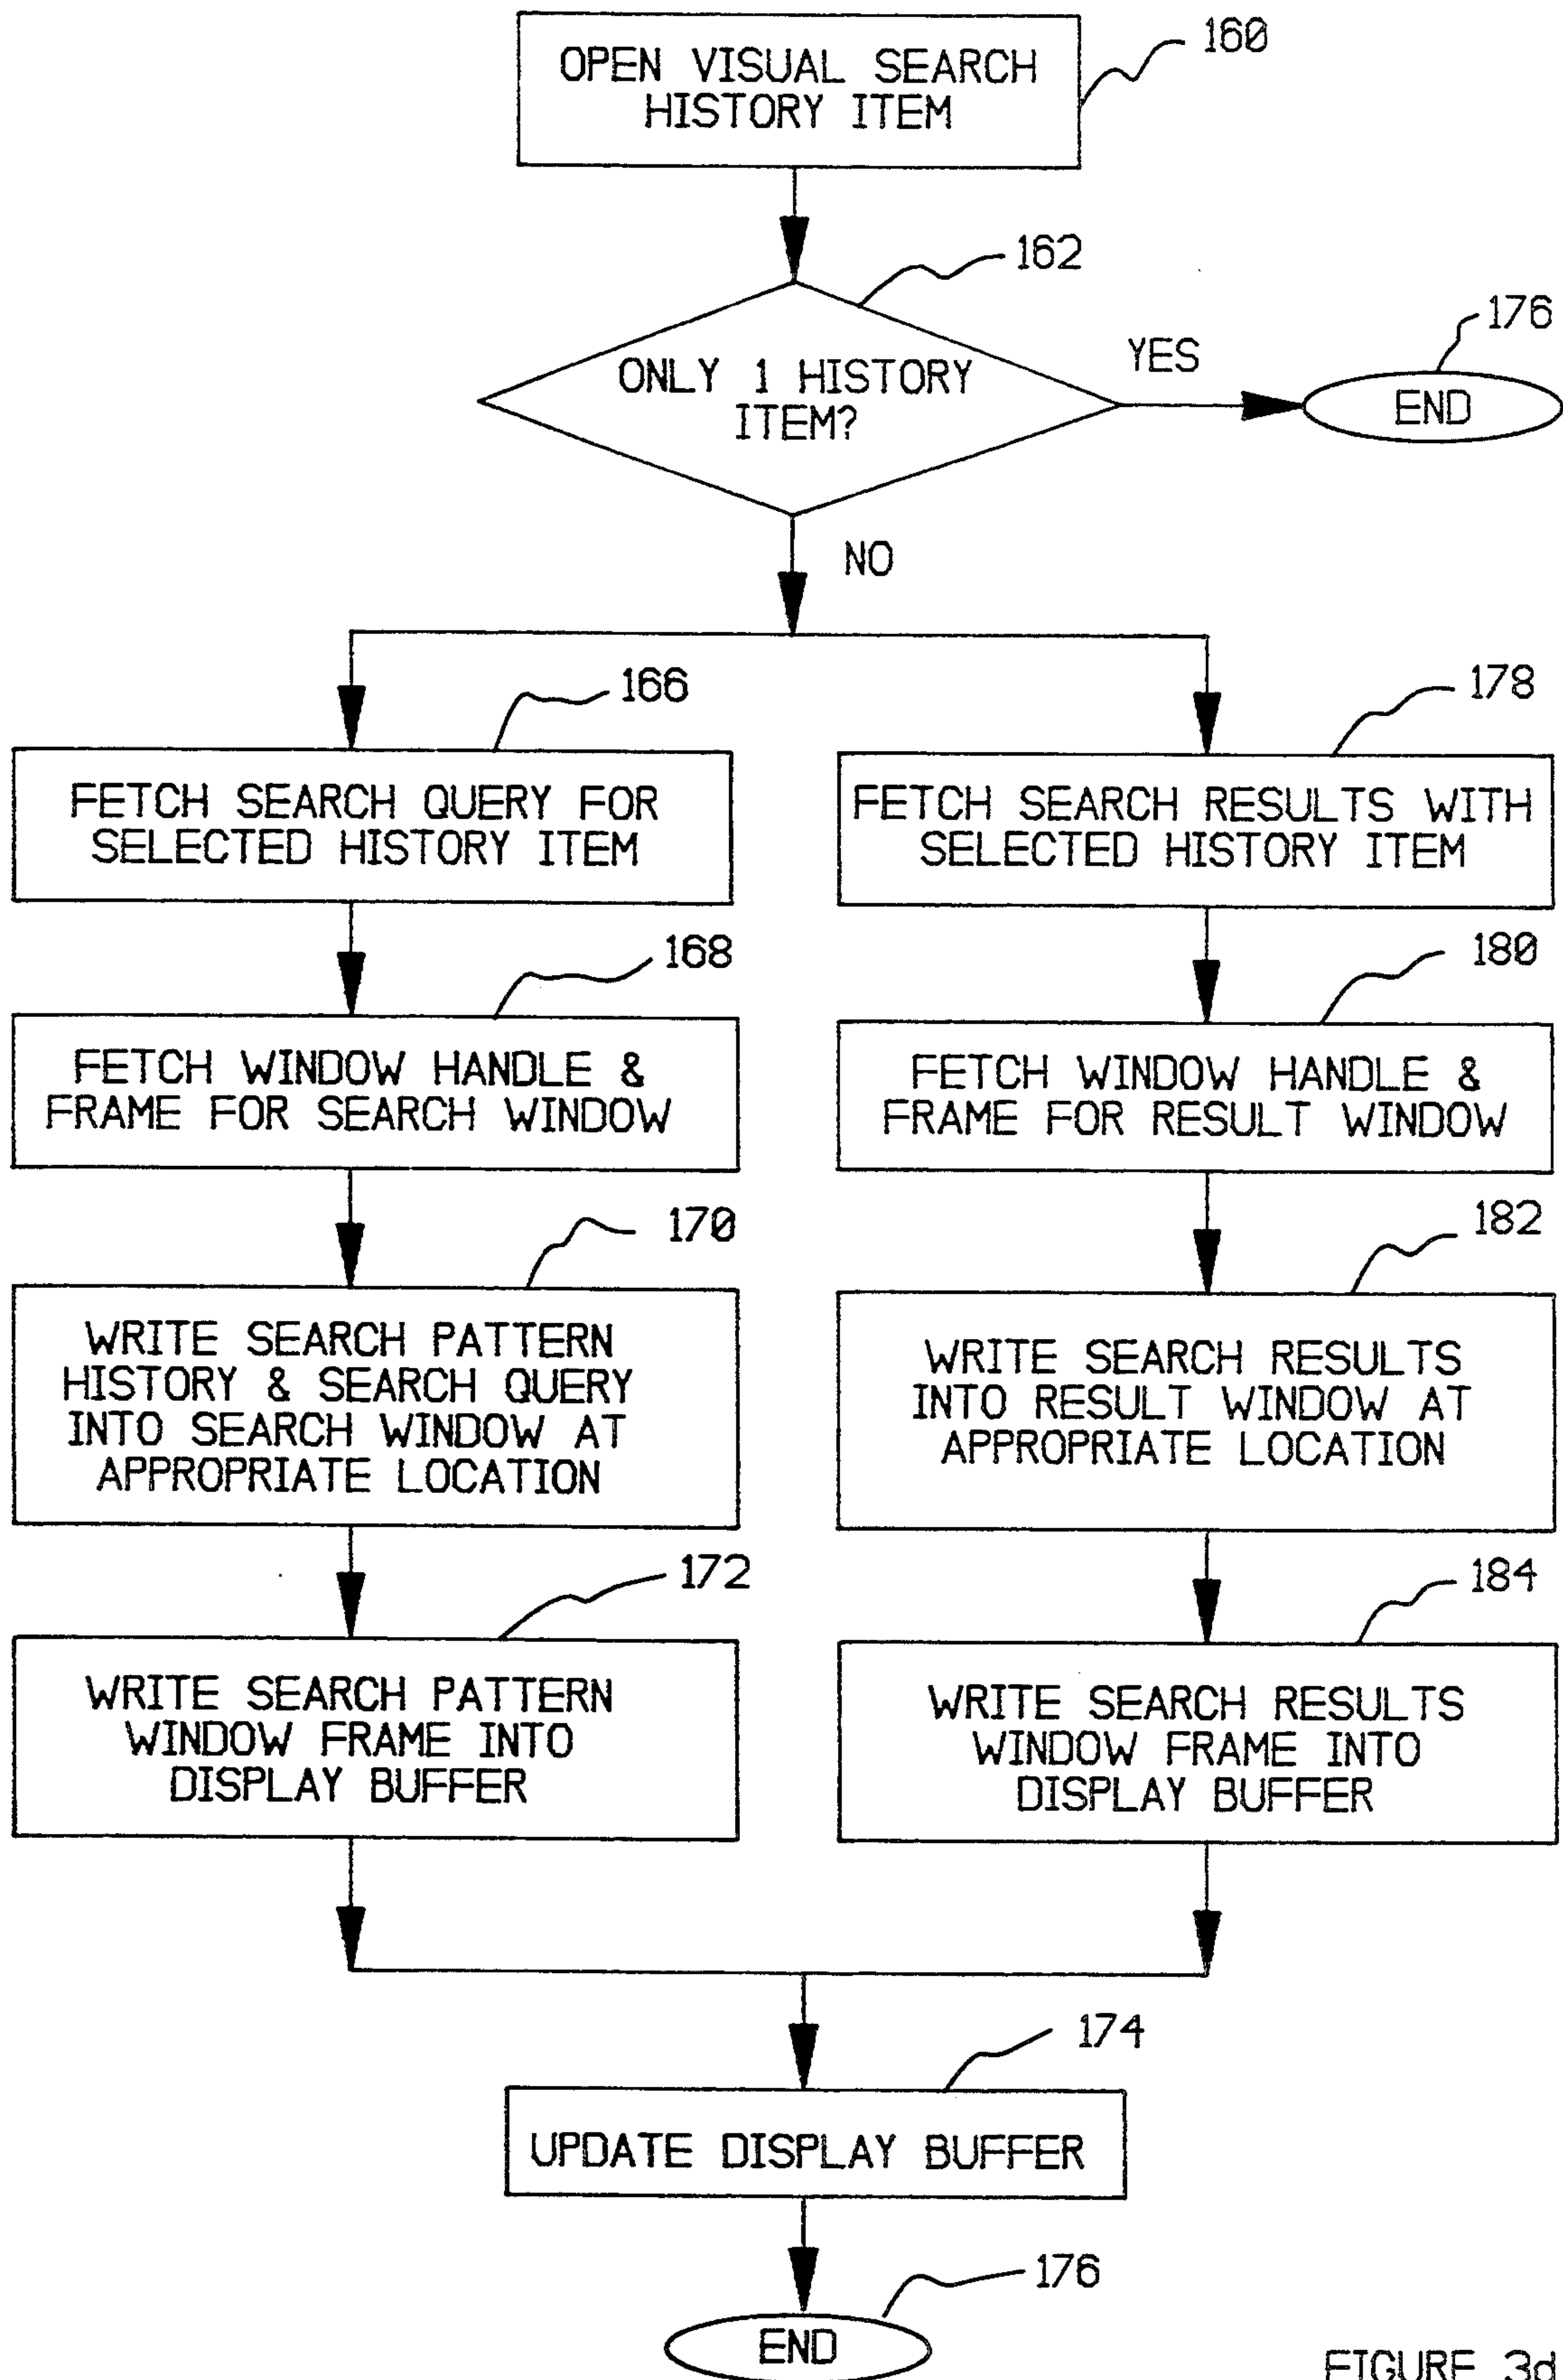 OPEN VISUAL SEARCH
HISTORY ITEM
160
162
ONLY 1 HISTORY
ITEM?
YES
176
END
NO
166
FETCH SEARCH QUERY FOR
SELECTED HISTORY ITEM
178
FETCH SEARCH RESULTS WITH
SELECTED HISTORY ITEM
168
FETCH WINDOW HANDLE &
FRAME FOR SEARCH WINDOW
180
FETCH WINDOW HANDLE &
FRAME FOR RESULT WINDOW
170
WRITE SEARCH PATTERN
HISTORY & SEARCH QUERY
INTO SEARCH WINDOW AT
APPROPRIATE LOCATION
182
WRITE SEARCH RESULTS
INTO RESULT WINDOW AT
APPROPRIATE LOCATION
172
WRITE SEARCH PATTERN
WINDOW FRAME INTO
DISPLAY BUFFER
184
WRITE SEARCH RESULTS
WINDOW FRAME INTO
DISPLAY BUFFER
174
UPDATE DISPLAY BUFFER
176
END
FIGURE 3d